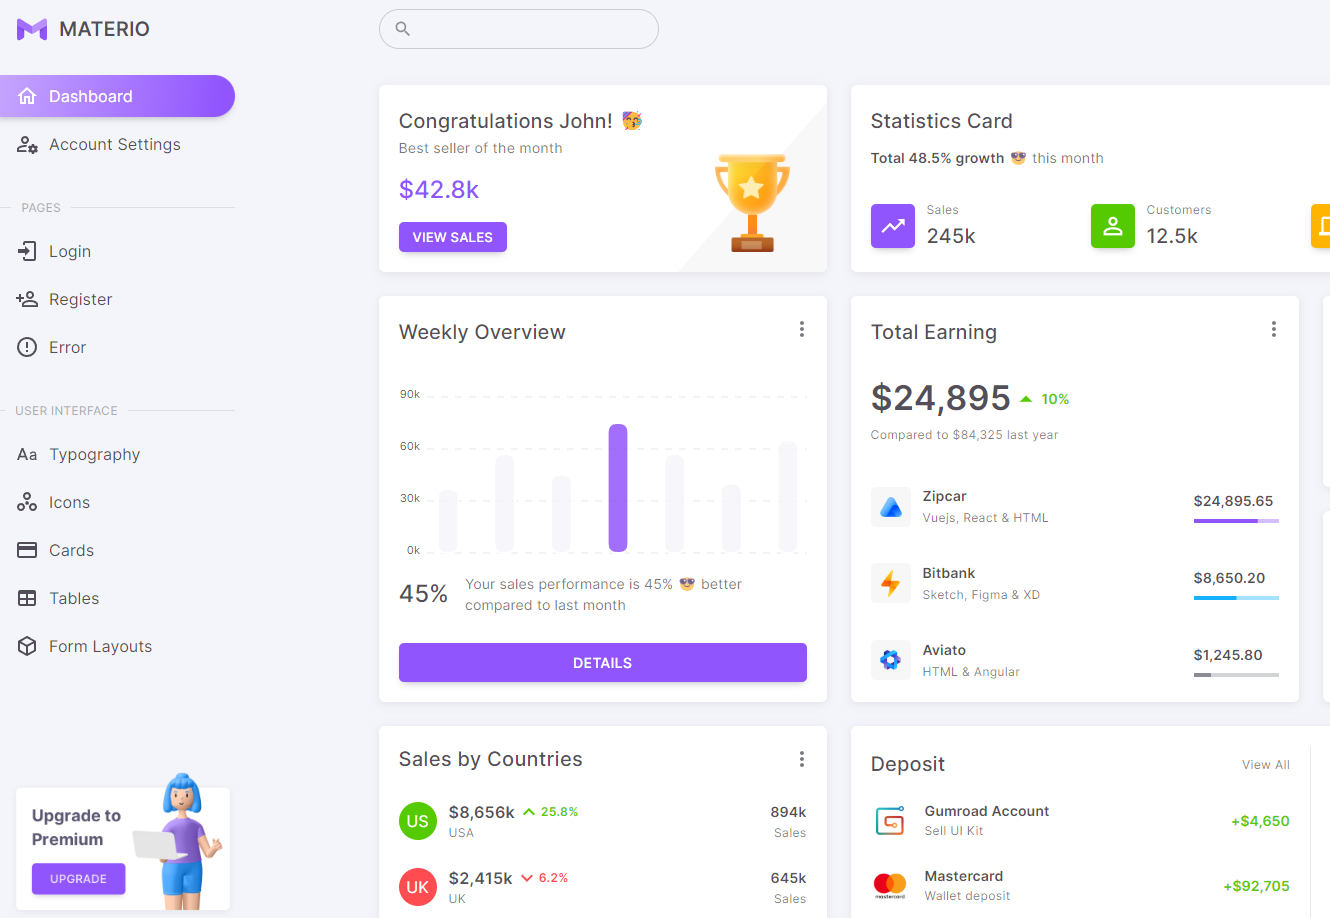 MATERIO
Dashboard
Account Settings
PAGES
Login
Register
Error
USER INTERFACE
Aa Typography
Icons
Cards
Tables
Form Layouts
Upgrade to
Premium
UPGRADE
Congratulations John! 🥳
Best seller of the month
$42.8k
VIEW SALES
Statistics Card
Total 48.5% growth 😎 this month
Sales
245k
Customers
12.5k
Weekly Overview
90k
60k
30k
0k
45%
Your sales performance is 45% 😎 better
compared to last month
DETAILS
Total Earning
$24,895 10%
Compared to $84,325 last year
Zipcar
Vuejs, React & HTML
$24,895.65
Bitbank
Sketch, Figma & XD
$8,650.20
Aviato
HTML & Angular
$1,245.80
Sales by Countries
US
$8,656k 25.8%
USA
894k
Sales
UK
$2,415k 6.2%
UK
645k
Sales
Deposit
View All
Gumroad Account
Sell UI Kit
+$4,650
mastercard
Mastercard
Wallet deposit
+$92,705